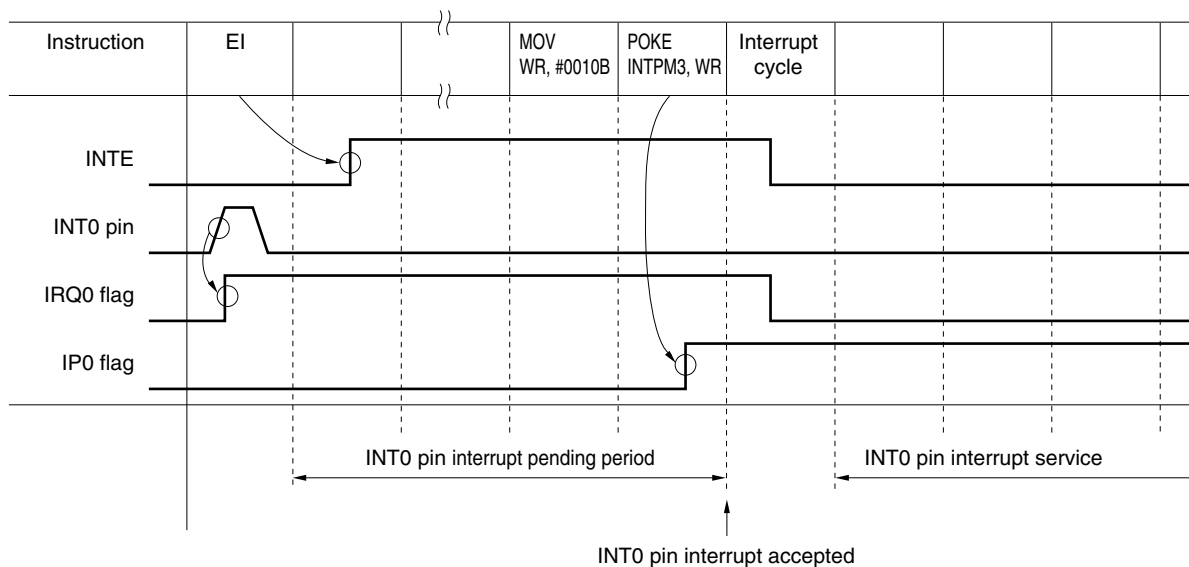 Instruction EI MOV POKE Interrupt
WR, #0010B INTPM3, WR cycle
INTE
INT0 pin
IRQ0 flag
IP0 flag
INT0 pin interrupt pending period INT0 pin interrupt service
INT0 pin interrupt accepted